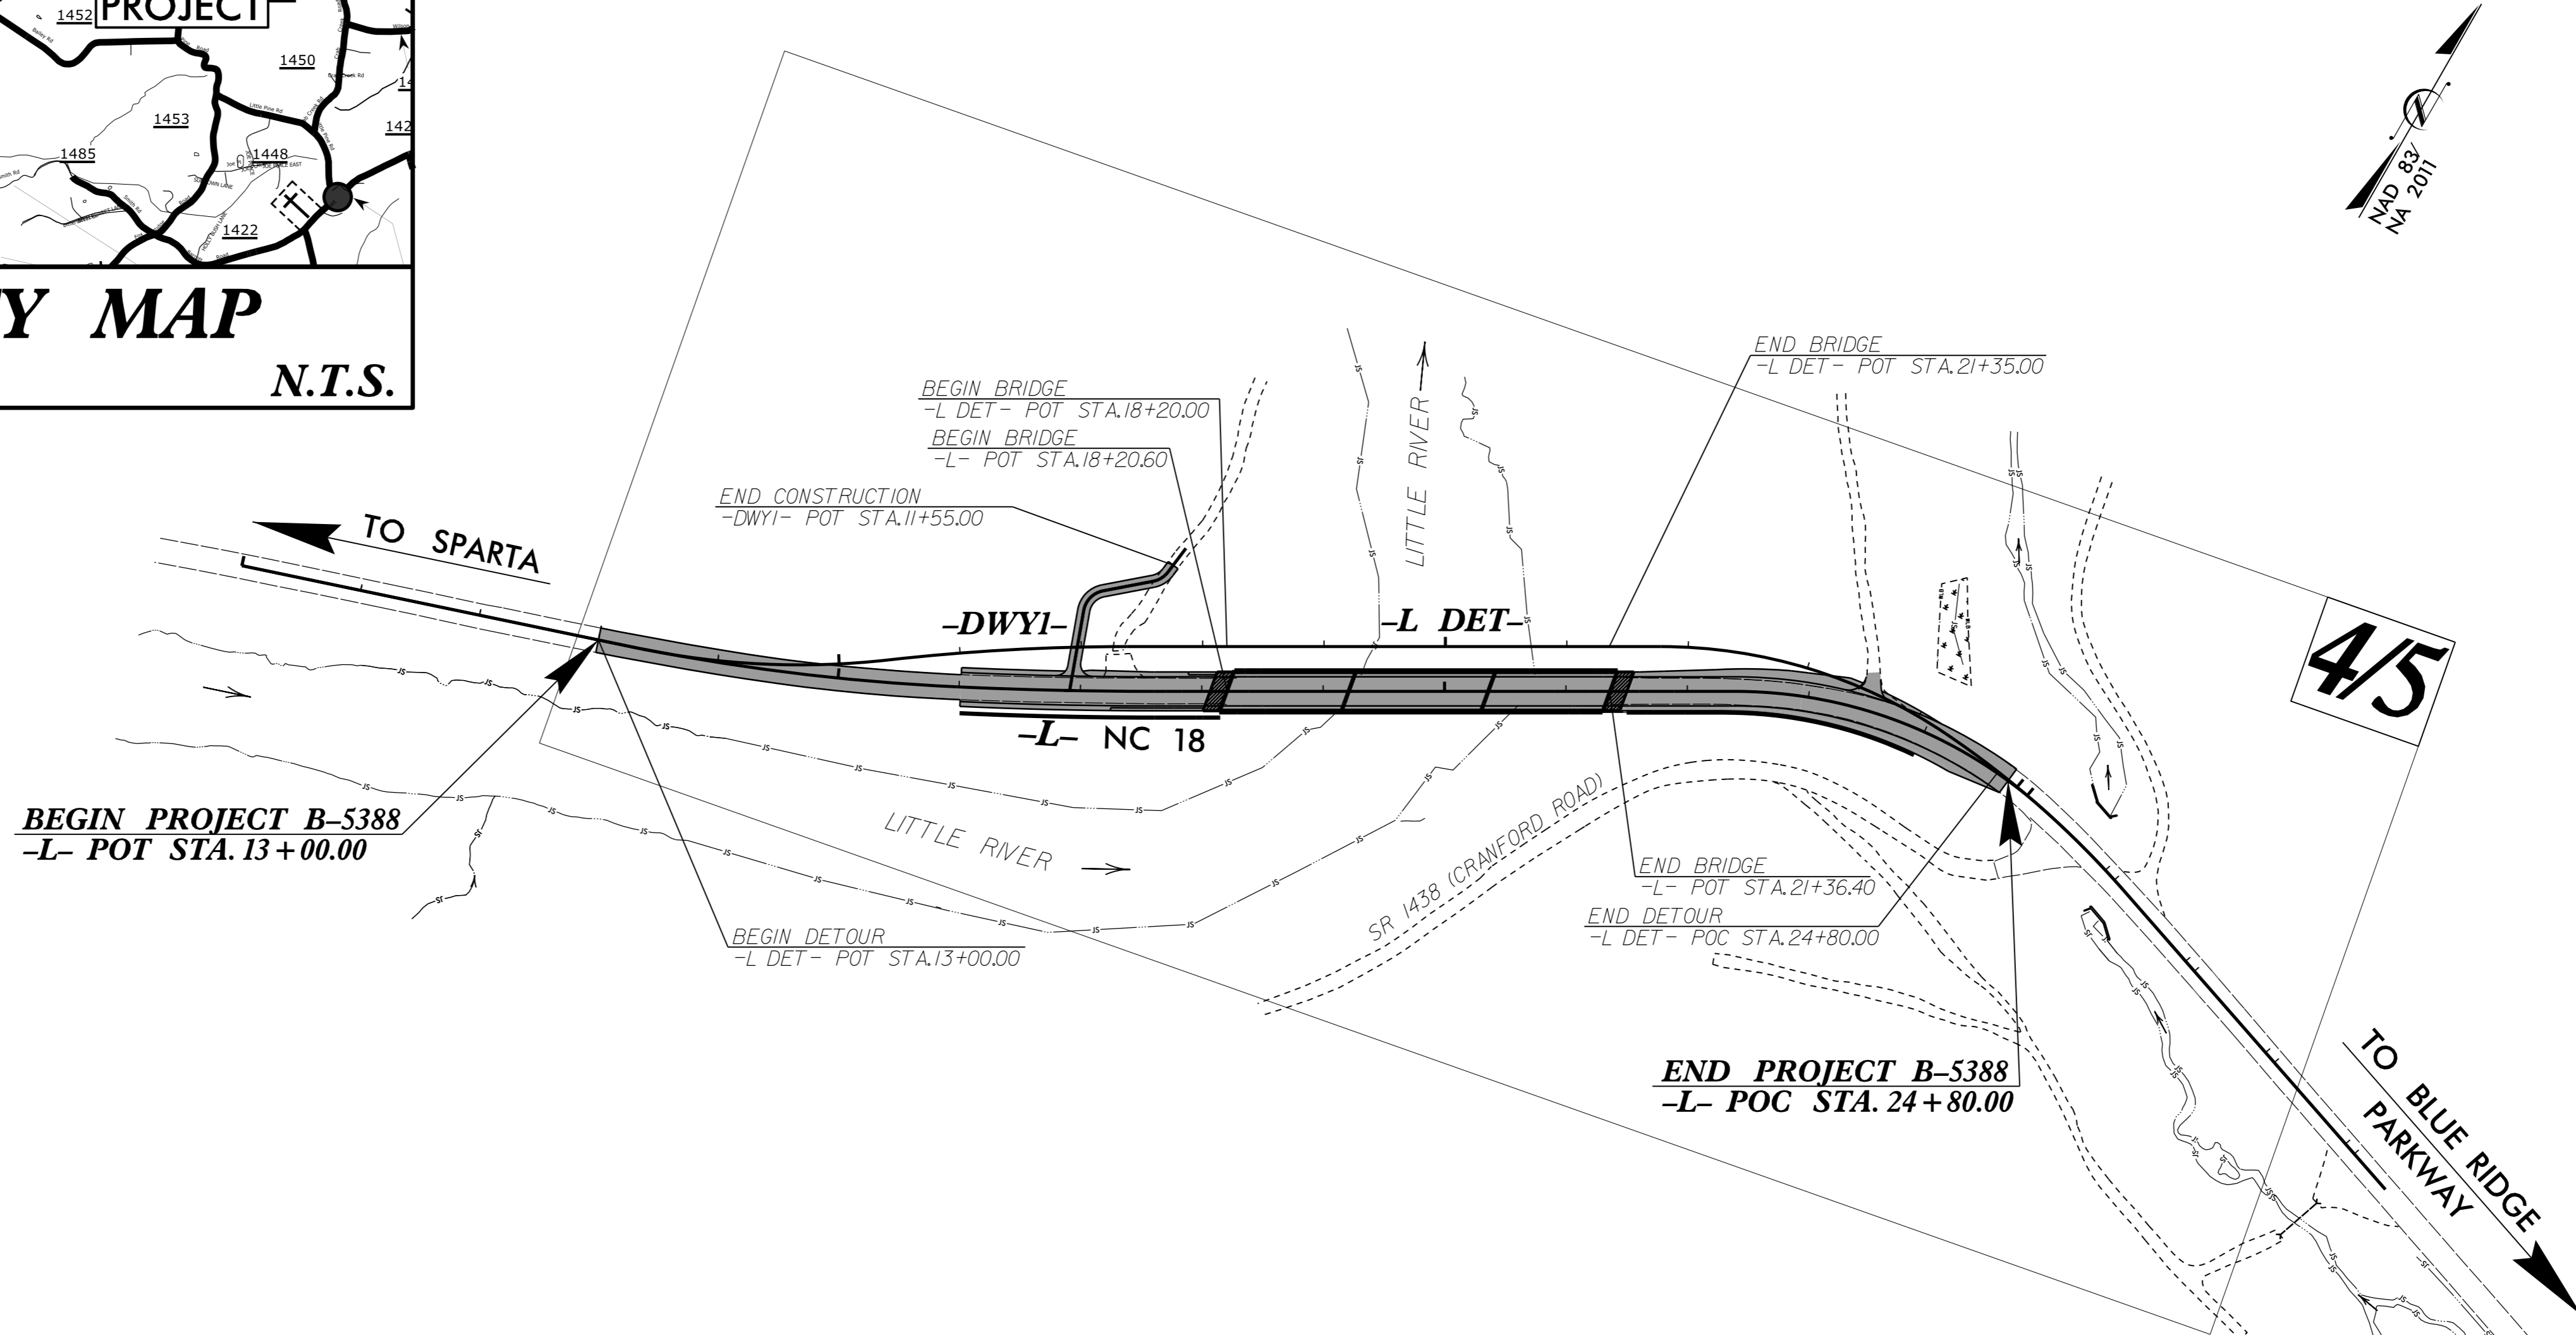 1452
PROJECT
Bailey Rd
1450
1453
Little Pine Rd
1485
1448
1422
Y MAP
N.T.S.
NAD 83/
NA 2011
TO SPARTA
BEGIN BRIDGE
-L DET- POT STA.18+20.00
BEGIN BRIDGE
-L- POT STA.18+20.60
END CONSTRUCTION
-DWY1- POT STA.11+55.00
LITTLE RIVER
END BRIDGE
-L DET- POT STA.21+35.00
-DWY1-
-L DET-
-L- NC 18
4/5
BEGIN PROJECT B-5388
-L- POT STA. 13+00.00
LITTLE RIVER
BEGIN DETOUR
-L DET- POT STA.13+00.00
SR 1438 (CRANFORD ROAD)
END BRIDGE
-L- POT STA.21+36.40
END DETOUR
-L DET- POC STA.24+80.00
END PROJECT B-5388
-L- POC STA. 24+80.00
TO BLUE RIDGE
PARKWAY